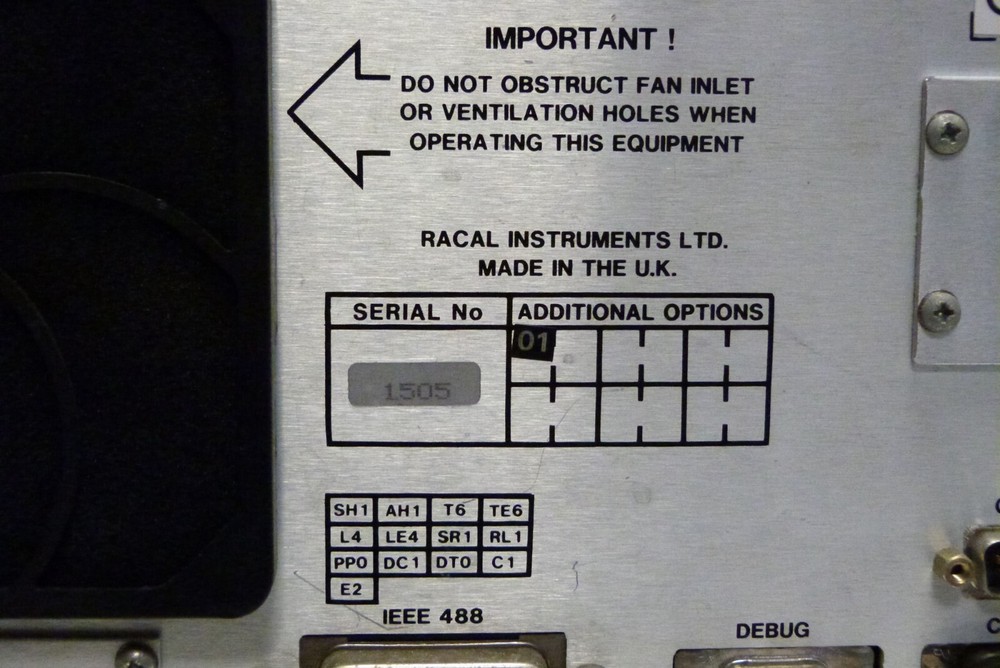 IMPORTANT !
DO NOT OBSTRUCT FAN INLET
OR VENTILATION HOLES WHEN
OPERATING THIS EQUIPMENT
RACAL INSTRUMENTS LTD.
MADE IN THE U.K.
SERIAL No ADDITIONAL OPTIONS
01
1505
SH1 AH1 T6 TE6
L4 LE4 SR1 RL1
PP0 DC1 DT0 C1
E2
IEEE 488
DEBUG